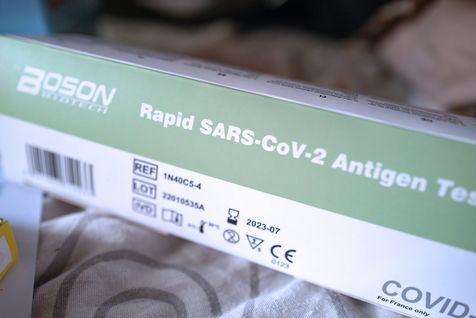 BOSON
BIOTECH
Rapid SARS-CoV-2 Antigen Tes
REF 1N40C5-4
LOT 22010535A
IVD
2023-07
2
CE
0123
COVID
For France only